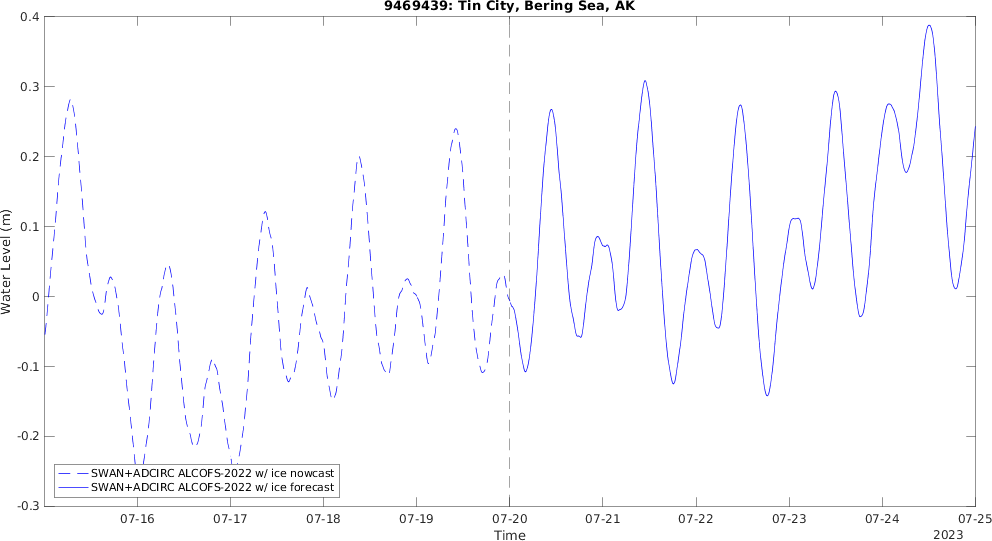 9469439: Tin City, Bering Sea, AK
0.4
0.3
0.2
0.1
0
-0.1
-0.2
-0.3
Water Level (m)
SWAN+ADCIRC ALCOFS-2022 w/ ice nowcast
SWAN+ADCIRC ALCOFS-2022 w/ ice forecast
07-16 07-17 07-18 07-19 07-20 07-21 07-22 07-23 07-24 07-25
Time
2023